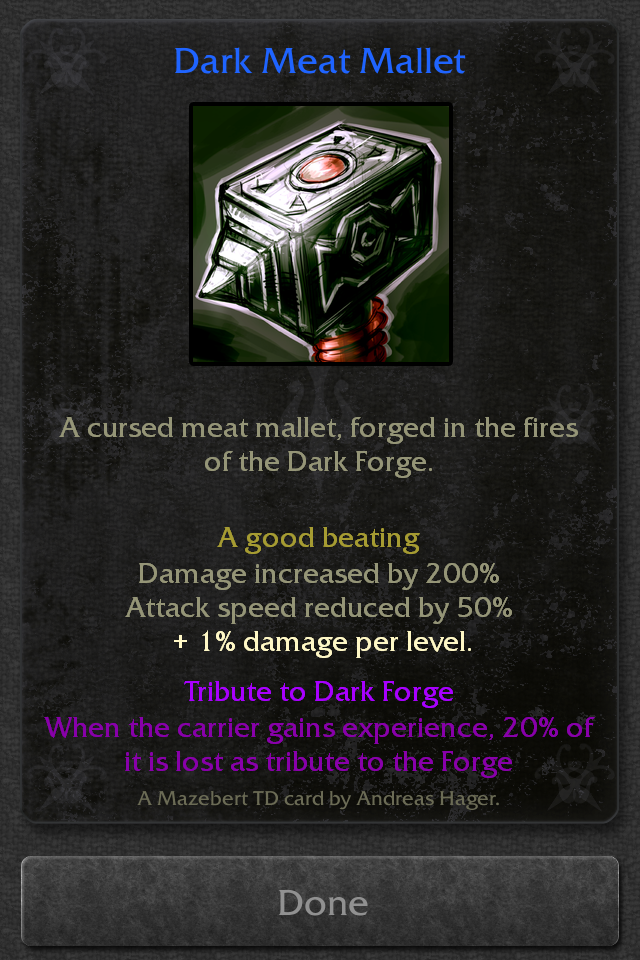 Dark Meat Mallet
A cursed meat mallet, forged in the fires
of the Dark Forge.
A good beating
Damage increased by 200%
Attack speed reduced by 50%
+ 1% damage per level.
Tribute to Dark Forge
When the carrier gains experience, 20% of
it is lost as tribute to the Forge
A Mazebert TD card by Andreas Hager.
Done